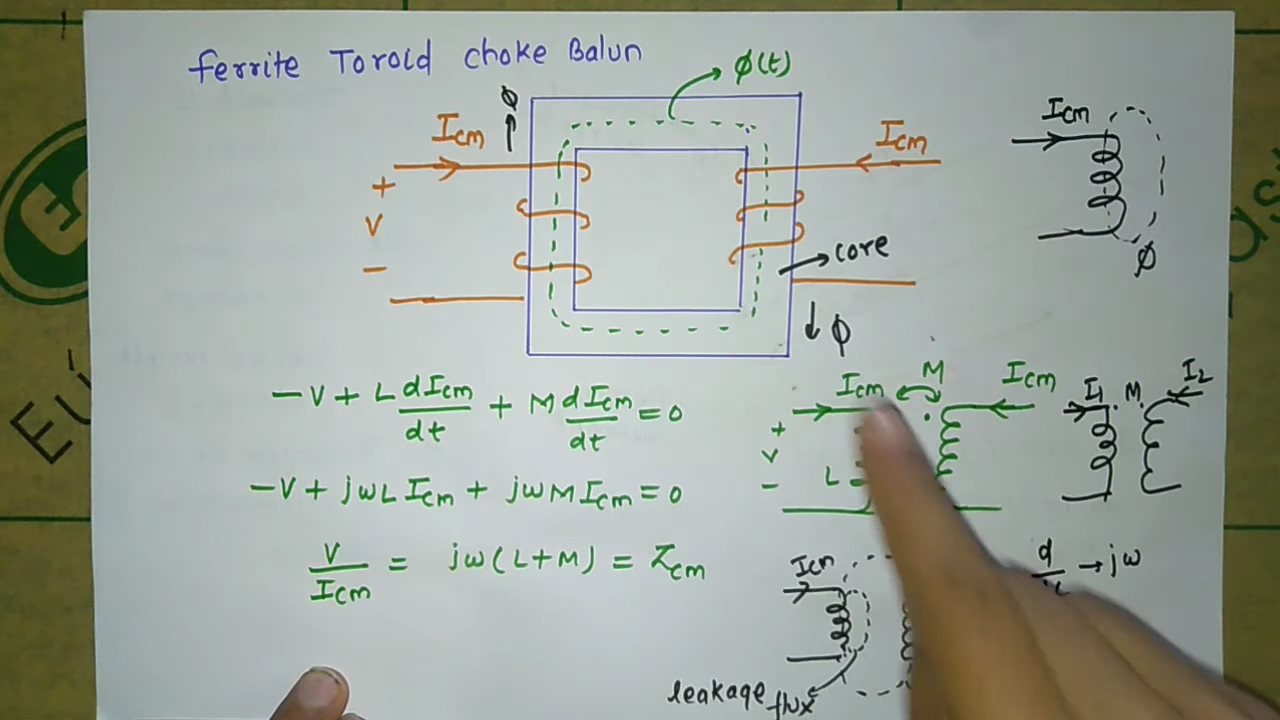 Ferrite Toroid choke Balun
ϕ(t)
ϕ
Icm
Icm
Icm
+
V
−
core
ϕ
ϕ
−V + L dIcm/dt + M dIcm/dt = 0
−V + jωL Icm + jωM Icm = 0
V/Icm = jω(L+M) = Zcm
Icm
M
Icm
+
V
−
L
I1
M
I2
Icm
d → jω
leakage flux